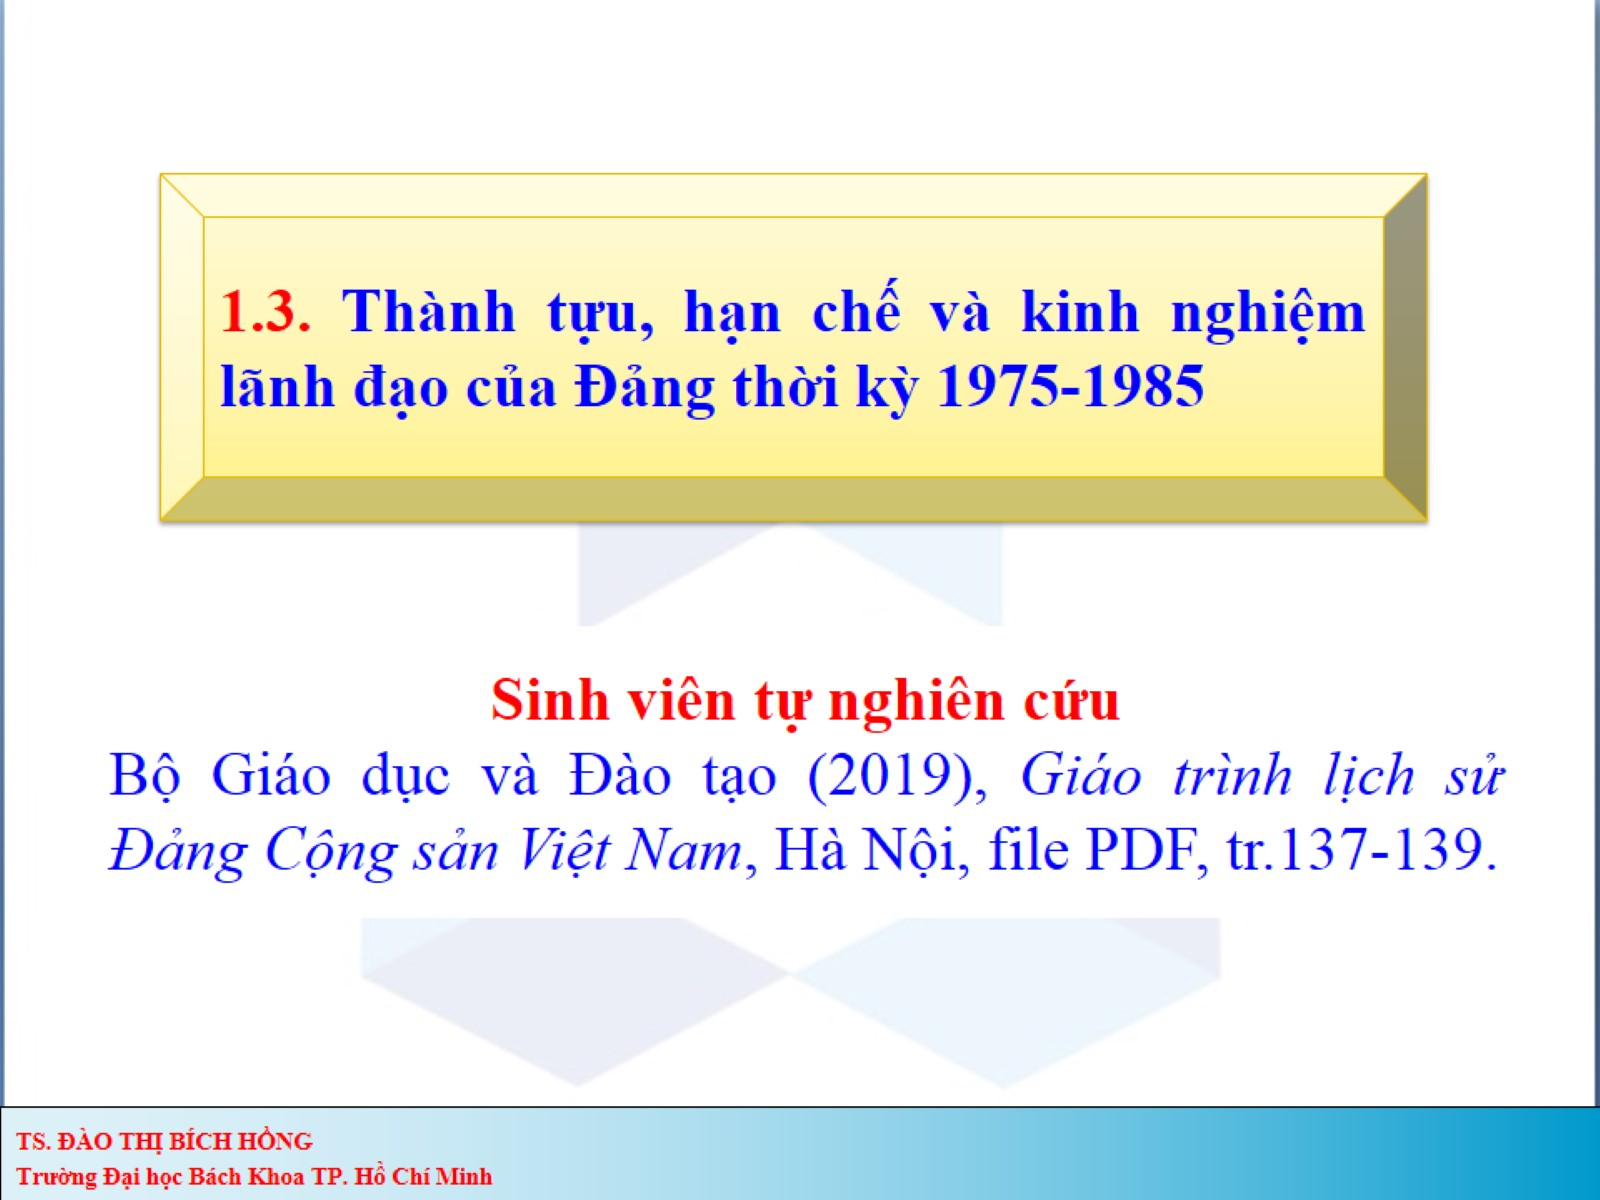 1.3. Thành tựu, hạn chế và kinh nghiệm
lãnh đạo của Đảng thời kỳ 1975-1985
Sinh viên tự nghiên cứu
Bộ Giáo dục và Đào tạo (2019), Giáo trình lịch sử
Đảng Cộng sản Việt Nam, Hà Nội, file PDF, tr.137-139.
TS. ĐÀO THỊ BÍCH HỒNG
Trường Đại học Bách Khoa TP. Hồ Chí Minh